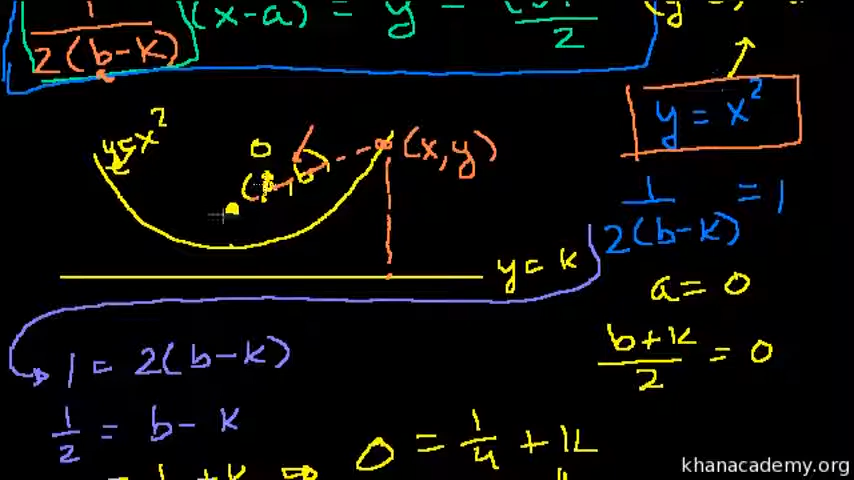 1/2(b-k) (x-a) = y -
2
y = x²
0
(a, b)
(x, y)
y = x²
1/2(b-k) = 1
y = k
a = 0
1 = 2(b-k)
b+k/2 = 0
1/2 = b - k
0 = 1/4 + k
khanacademy.org